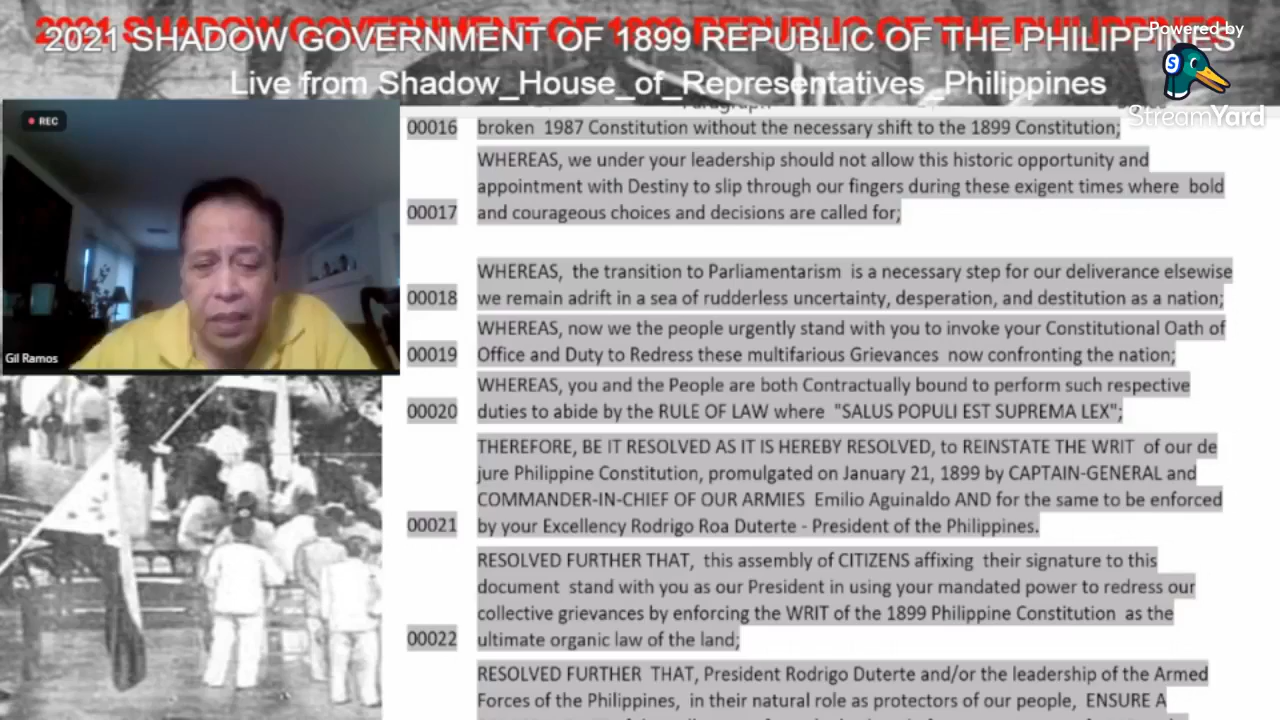 2021 SHADOW GOVERNMENT OF 1899 REPUBLIC OF THE PHILIPPINES
Powered by
Live from Shadow_House_of_Representatives_Philippines
S
StreamYard
REC
Gil Ramos
Paragraph
00016 broken 1987 Constitution without the necessary shift to the 1899 Constitution;
WHEREAS, we under your leadership should not allow this historic opportunity and
appointment with Destiny to slip through our fingers during these exigent times where bold
00017 and courageous choices and decisions are called for;
WHEREAS, the transition to Parliamentarism is a necessary step for our deliverance elsewise
00018 we remain adrift in a sea of rudderless uncertainty, desperation, and destitution as a nation;
WHEREAS, now we the people urgently stand with you to invoke your Constitutional Oath of
00019 Office and Duty to Redress these multifarious Grievances now confronting the nation;
WHEREAS, you and the People are both Contractually bound to perform such respective
00020 duties to abide by the RULE OF LAW where "SALUS POPULI EST SUPREMA LEX";
THEREFORE, BE IT RESOLVED AS IT IS HEREBY RESOLVED, to REINSTATE THE WRIT of our de
jure Philippine Constitution, promulgated on January 21, 1899 by CAPTAIN-GENERAL and
COMMANDER-IN-CHIEF OF OUR ARMIES Emilio Aguinaldo AND for the same to be enforced
00021 by your Excellency Rodrigo Roa Duterte - President of the Philippines.
RESOLVED FURTHER THAT, this assembly of CITIZENS affixing their signature to this
document stand with you as our President in using your mandated power to redress our
collective grievances by enforcing the WRIT of the 1899 Philippine Constitution as the
00022 ultimate organic law of the land;
RESOLVED FURTHER THAT, President Rodrigo Duterte and/or the leadership of the Armed
Forces of the Philippines, in their natural role as protectors of our people, ENSURE A